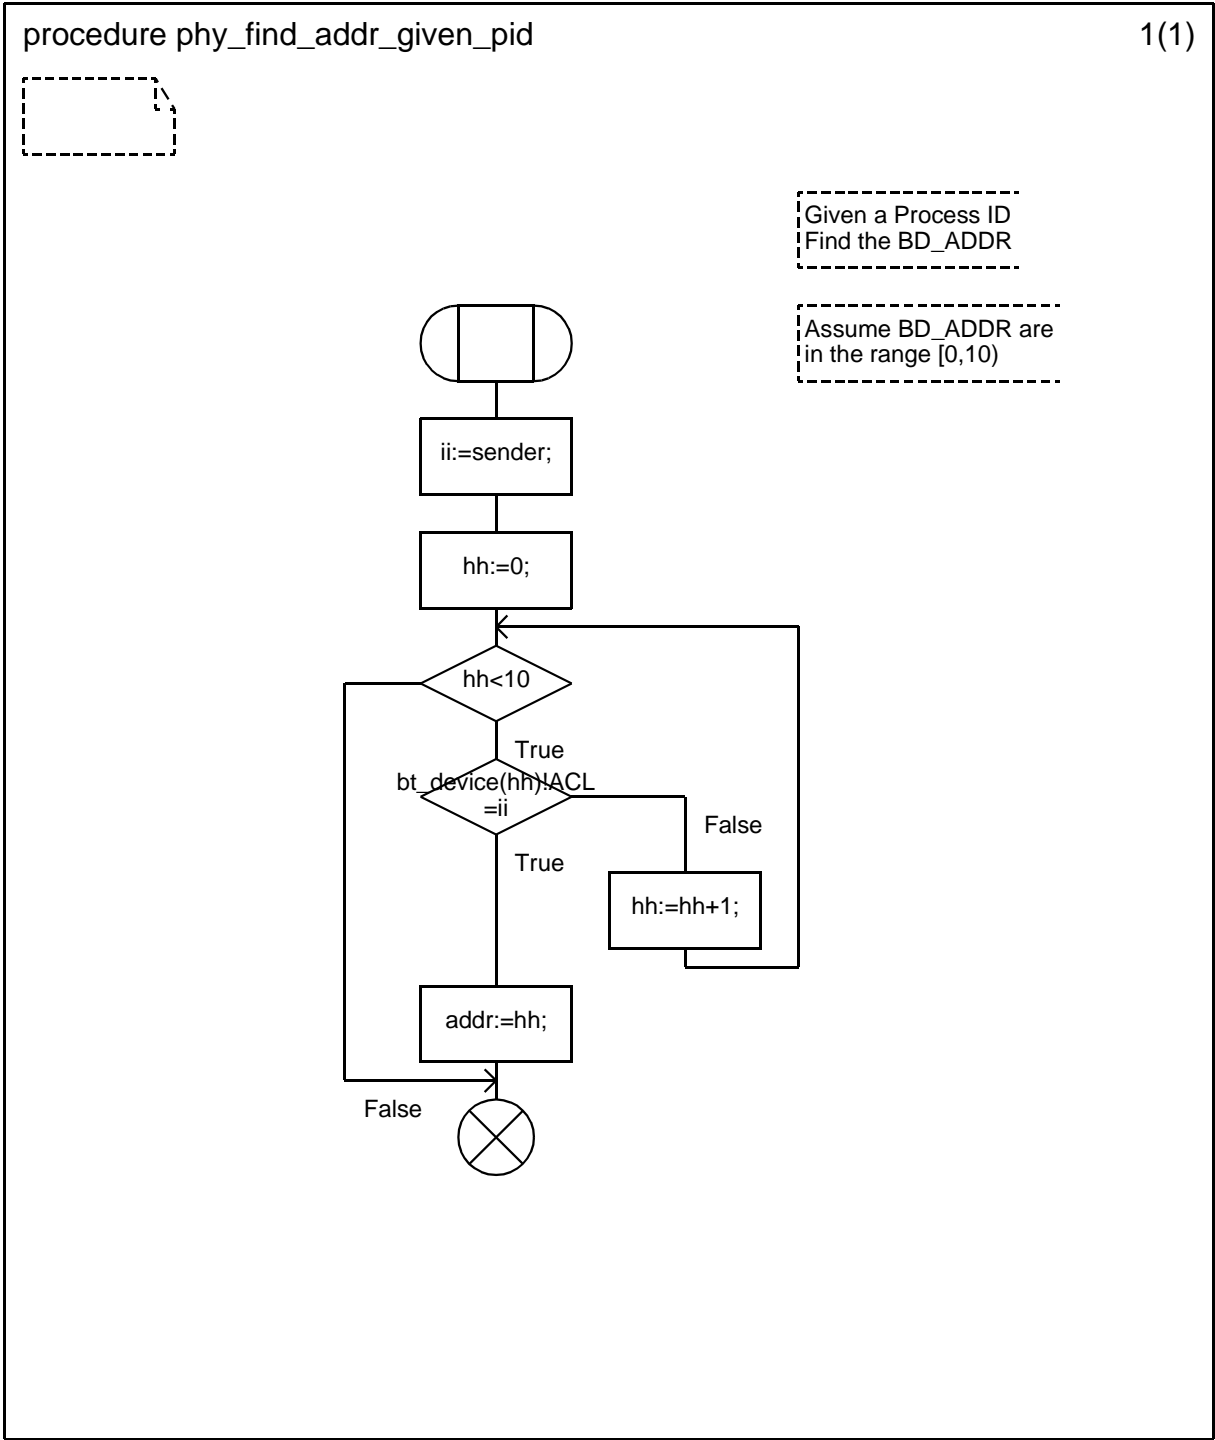 procedure phy_find_addr_given_pid
1(1)
Given a Process ID
Find the BD_ADDR
Assume BD_ADDR are
in the range [0,10)
ii:=sender;
hh:=0;
hh<10
True
bt_device(hh)!ACL
=ii
False
True
hh:=hh+1;
addr:=hh;
False